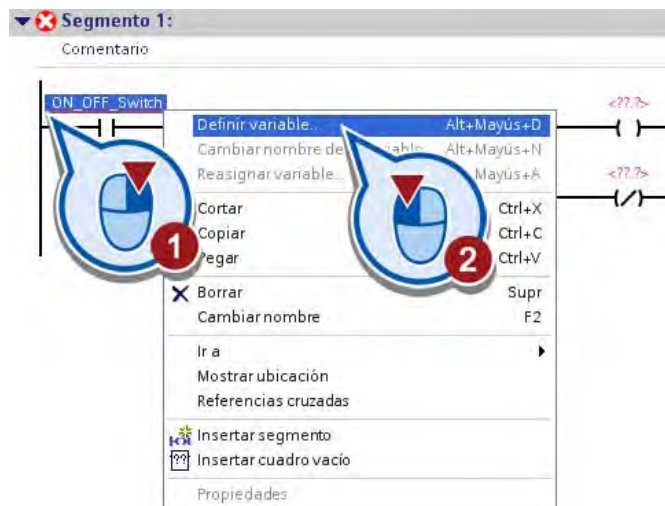 Segmento 1:
Comentario
ON_OFF_Switch
<??.?>
Definir variable... Alt+Mayús+D
Cambiar nombre de Alt+Mayús+N
Reasignar variable Mayús+A
<??.?>
Cortar Ctrl+X
Copiar Ctrl+C
Pegar Ctrl+V
1
2
Borrar Supr
Cambiar nombre F2
Ir a
Mostrar ubicación
Referencias cruzadas
Insertar segmento
Insertar cuadro vacío
Propiedades